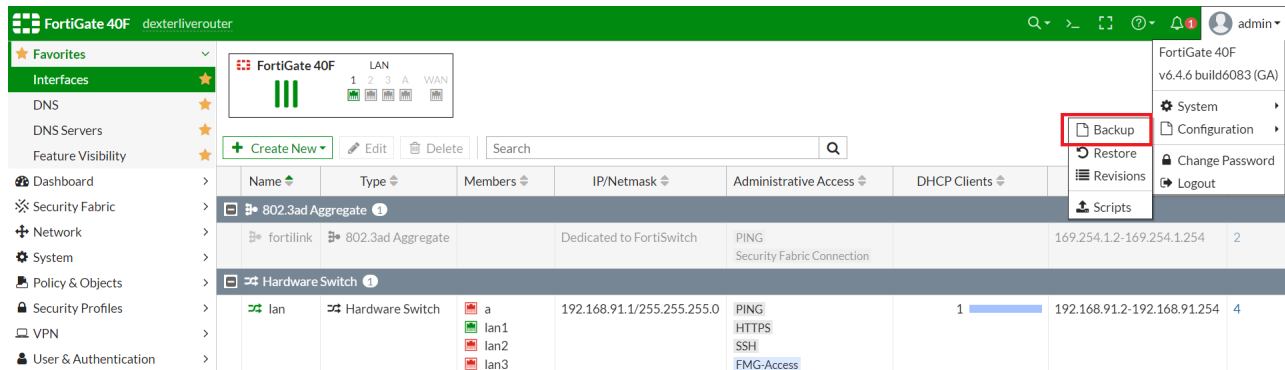 FortiGate 40F dexterliverouter >_ 1 admin
Favorites
Interfaces
DNS
DNS Servers
Feature Visibility
Dashboard
Security Fabric
Network
System
Policy & Objects
Security Profiles
VPN
User & Authentication
FortiGate 40F LAN
1 2 3 A WAN
Create New Edit Delete Search
FortiGate 40F
v6.4.6 build6083 (GA)
System
Configuration
Change Password
Logout
Backup
Restore
Revisions
Scripts
Name Type Members IP/Netmask Administrative Access DHCP Clients
802.3ad Aggregate 1
fortilink 802.3ad Aggregate Dedicated to FortiSwitch PING 169.254.1.2-169.254.1.254 2
Security Fabric Connection
Hardware Switch 1
lan Hardware Switch a 192.168.91.1/255.255.255.0 PING 1 192.168.91.2-192.168.91.254 4
lan1 HTTPS
lan2 SSH
lan3 FMG-Access